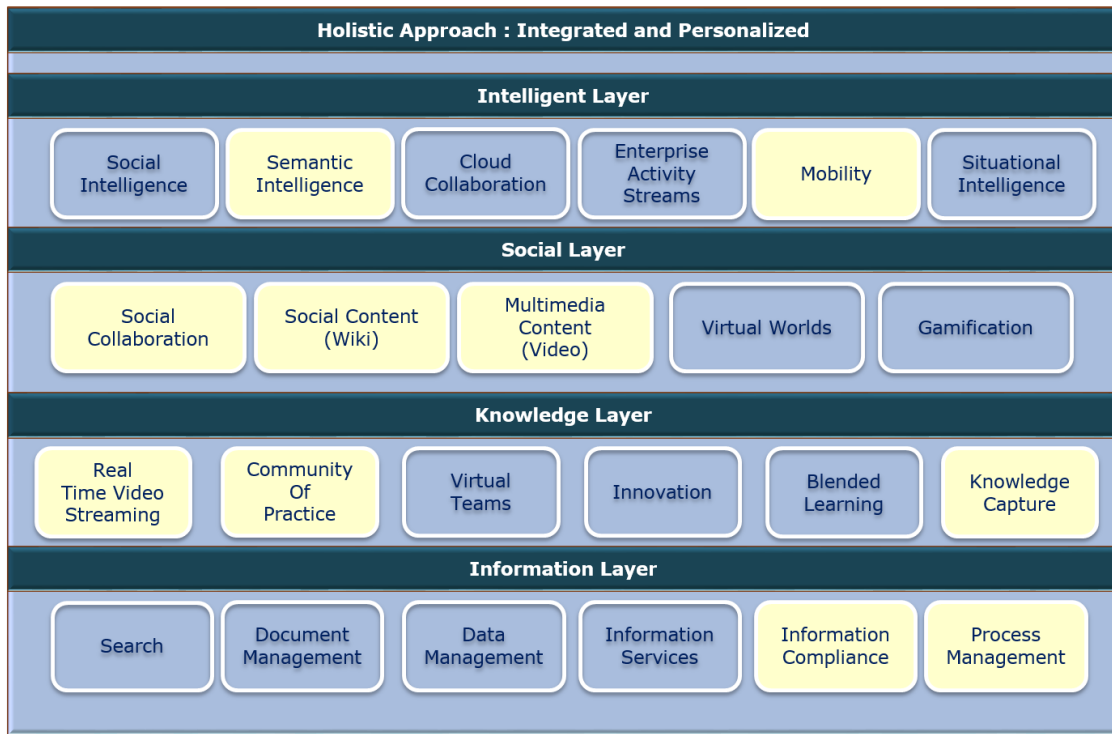 Holistic Approach : Integrated and Personalized
Intelligent Layer
Social
Intelligence
Semantic
Intelligence
Cloud
Collaboration
Enterprise
Activity
Streams
Mobility
Situational
Intelligence
Social Layer
Social
Collaboration
Social Content
(Wiki)
Multimedia
Content
(Video)
Virtual Worlds
Gamification
Knowledge Layer
Real
Time Video
Streaming
Community
Of
Practice
Virtual
Teams
Innovation
Blended
Learning
Knowledge
Capture
Information Layer
Search
Document
Management
Data
Management
Information
Services
Information
Compliance
Process
Management